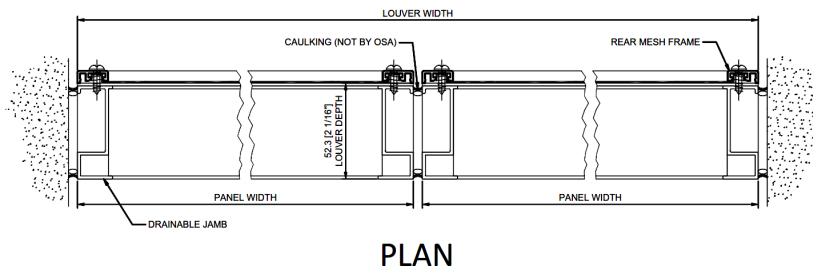 LOUVER WIDTH
CAULKING (NOT BY OSA)
REAR MESH FRAME
52.3 [2 1/16"]
LOUVER DEPTH
PANEL WIDTH
PANEL WIDTH
DRAINABLE JAMB
PLAN